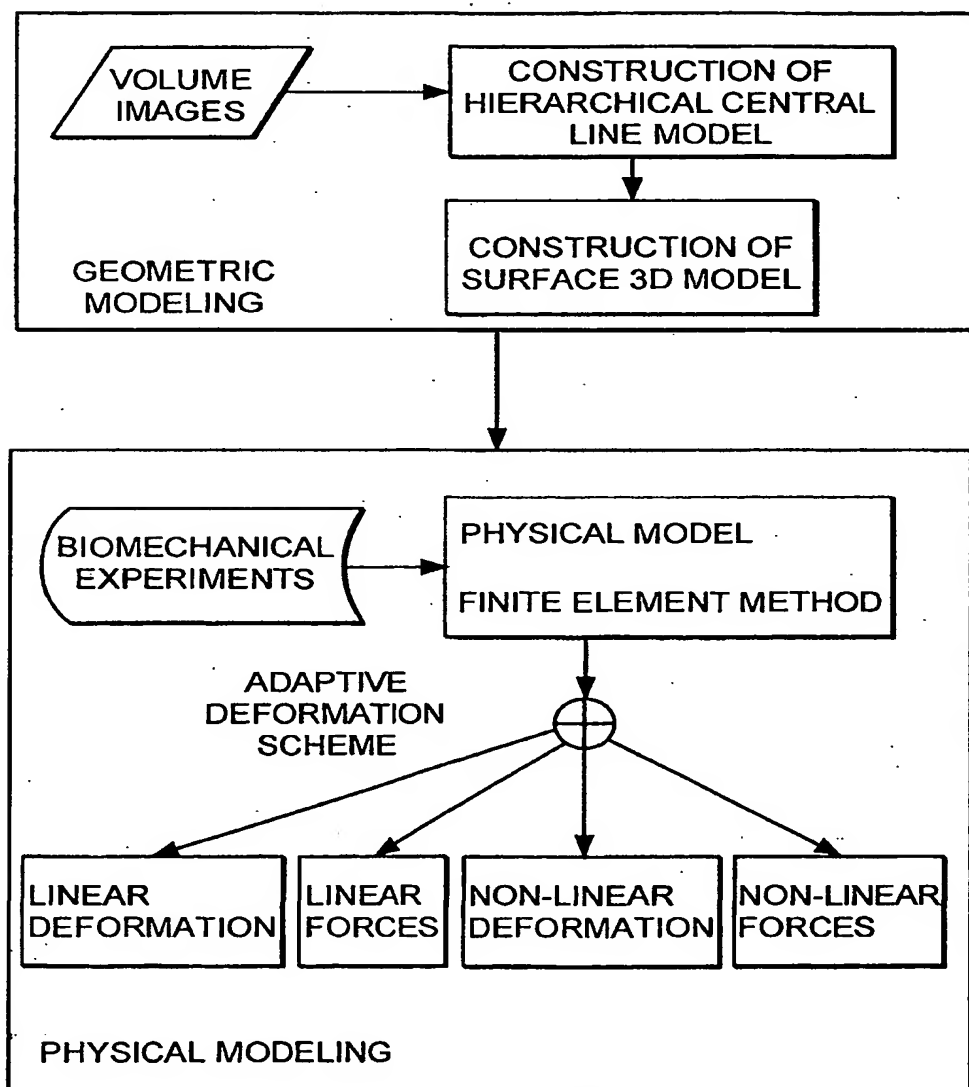 VOLUME
IMAGES
CONSTRUCTION OF
HIERARCHICAL CENTRAL
LINE MODEL
CONSTRUCTION OF
SURFACE 3D MODEL
GEOMETRIC
MODELING
BIOMECHANICAL
EXPERIMENTS
PHYSICAL MODEL
FINITE ELEMENT METHOD
ADAPTIVE
DEFORMATION
SCHEME
LINEAR
DEFORMATION
LINEAR
FORCES
NON-LINEAR
DEFORMATION
NON-LINEAR
FORCES
PHYSICAL MODELING